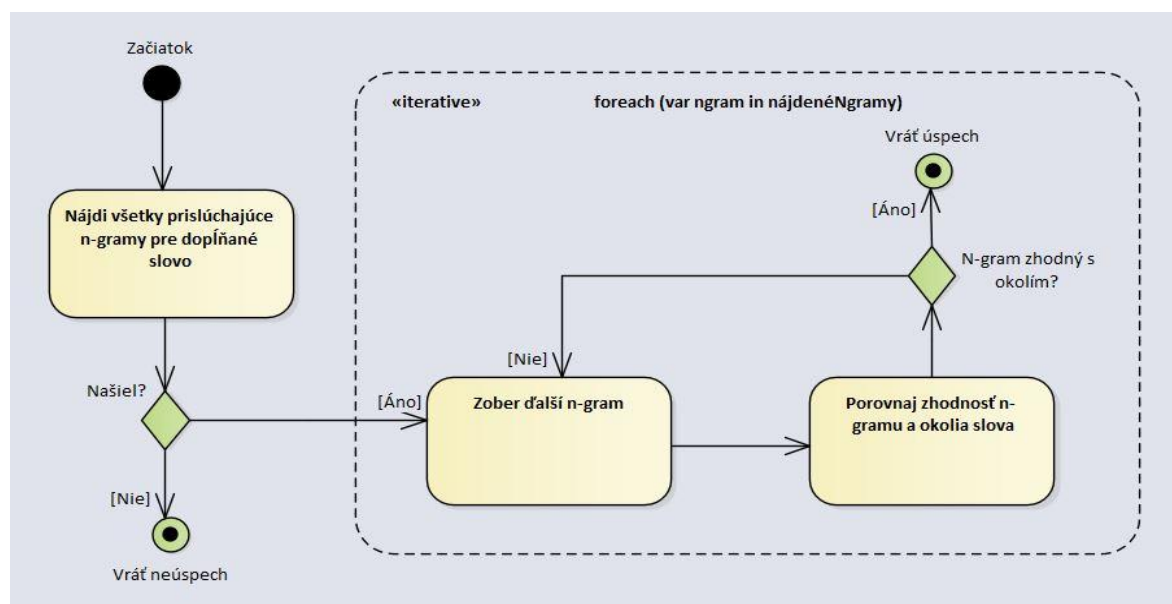 Začiatok
«iterative» foreach (var ngram in nájdenéNgramy)
Vráť úspech
Nájdi všetky prislúchajúce
n-gramy pre dopĺňané
slovo
[Áno]
N-gram zhodný s
okolím?
[Nie]
Našiel?
[Áno]
Zober ďalší n-gram
Porovnaj zhodnosť n-
gramu a okolia slova
[Nie]
Vráť neúspech